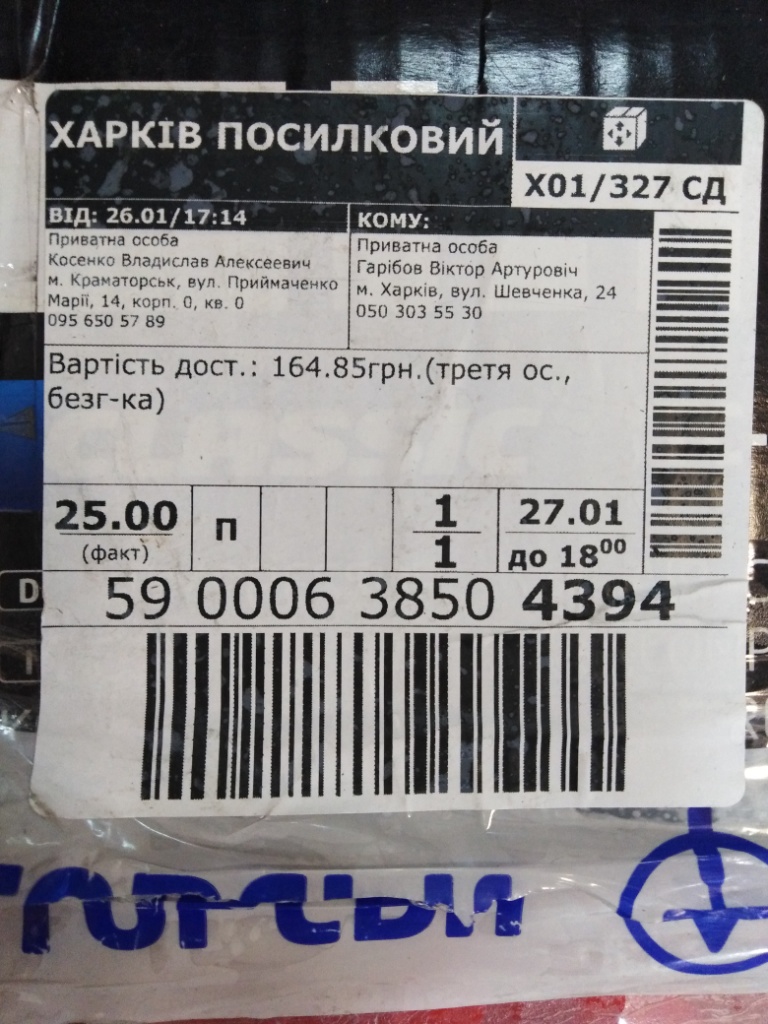 ХАРКІВ ПОСИЛКОВИЙ
Х01/327 СД
ВІД: 26.01/17:14
Приватна особа
Косенко Владислав Алексеевич
м. Краматорськ, вул. Приймаченко
Марії, 14, корп. 0, кв. 0
095 650 57 89
КОМУ:
Приватна особа
Гарібов Віктор Артуровіч
м. Харків, вул. Шевченка, 24
050 303 55 30
Вартість дост.: 164.85грн.(третя ос.,
безг-ка)
25.00
(факт)
П
1
1
27.01
до 18⁰⁰
59 0006 3850 4394